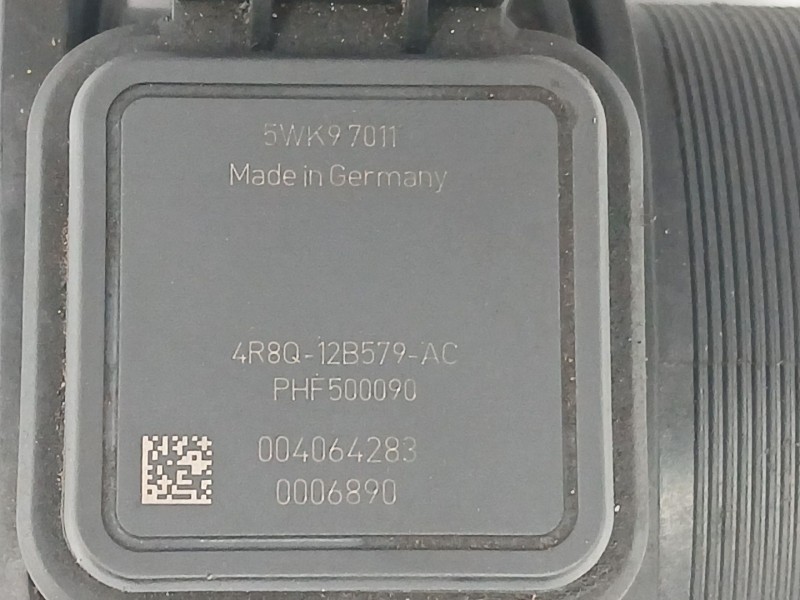 5WK9 7011
Made in Germany
4R8Q-12B579-AC
PHF500090
004064283
0006890